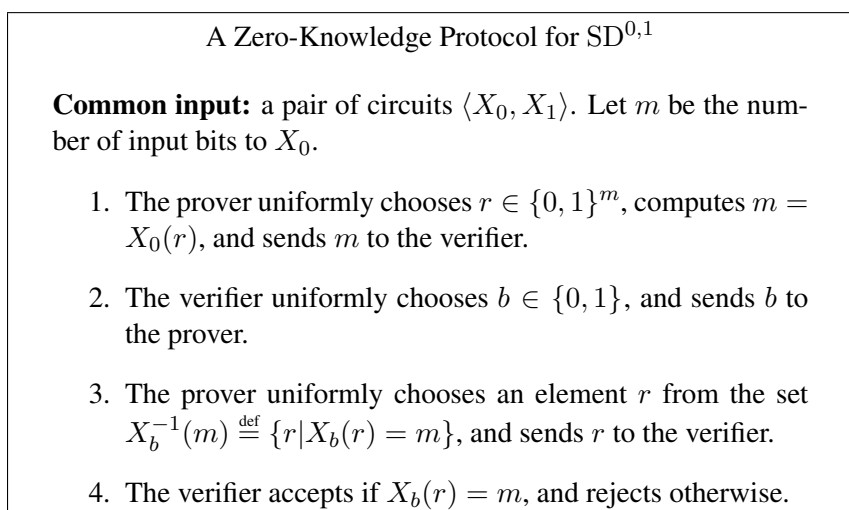 A Zero-Knowledge Protocol for SD^{0,1}
Common input: a pair of circuits ⟨X_0, X_1⟩. Let m be the num-
ber of input bits to X_0.
1. The prover uniformly chooses r ∈ {0, 1}^m, computes m =
X_0(r), and sends m to the verifier.
2. The verifier uniformly chooses b ∈ {0, 1}, and sends b to
the prover.
3. The prover uniformly chooses an element r from the set
X_b^{-1}(m) ≝ {r|X_b(r) = m}, and sends r to the verifier.
4. The verifier accepts if X_b(r) = m, and rejects otherwise.